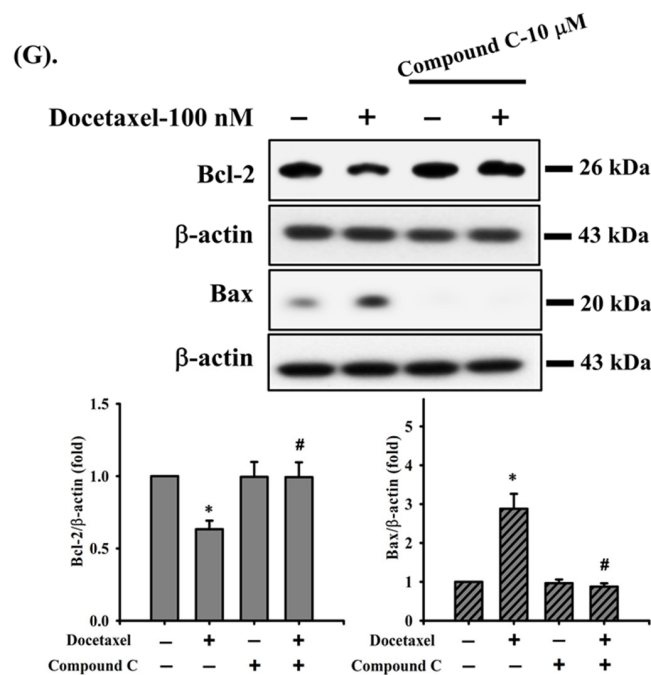 (G).
Compound C-10 μM
Docetaxel-100 nM − + − +
Bcl-2 26 kDa
β-actin 43 kDa
Bax 20 kDa
β-actin 43 kDa
Bcl-2/β-actin (fold)
1.5
1.0
0.5
0.0
*
#
Docetaxel − + − +
Compound C − − + +
Bax/β-actin (fold)
5
4
3
2
1
0
*
#
Docetaxel − + − +
Compound C − − + +